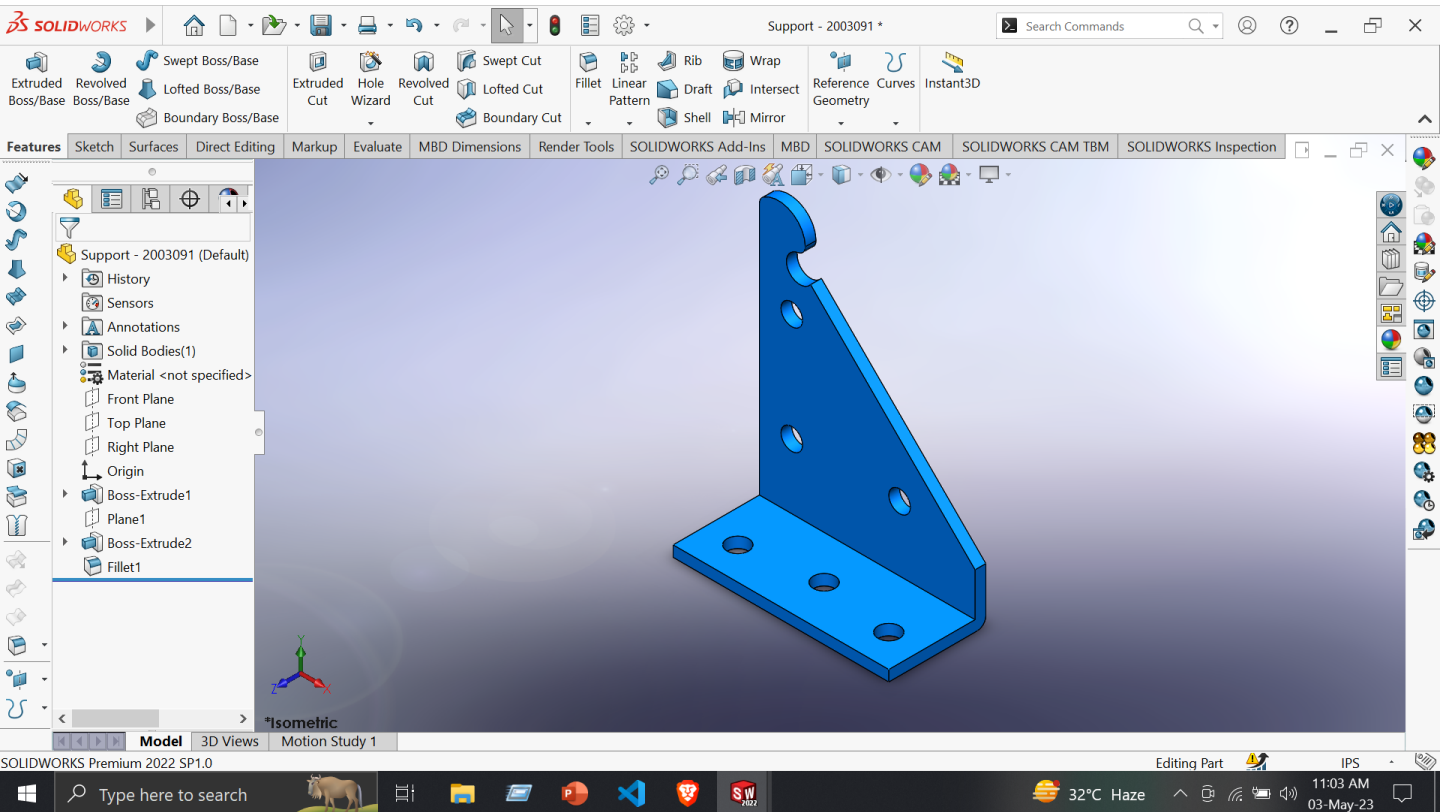 SOLIDWORKS
Support - 2003091 *
Search Commands
Extruded Boss/Base
Revolved Boss/Base
Swept Boss/Base
Lofted Boss/Base
Boundary Boss/Base
Extruded Cut
Hole Wizard
Revolved Cut
Swept Cut
Lofted Cut
Boundary Cut
Fillet
Linear Pattern
Rib
Draft
Shell
Wrap
Intersect
Mirror
Reference Geometry
Curves
Instant3D
Features
Sketch
Surfaces
Direct Editing
Markup
Evaluate
MBD Dimensions
Render Tools
SOLIDWORKS Add-Ins
MBD
SOLIDWORKS CAM
SOLIDWORKS CAM TBM
SOLIDWORKS Inspection
Support - 2003091 (Default)
History
Sensors
Annotations
Solid Bodies(1)
Material <not specified>
Front Plane
Top Plane
Right Plane
Origin
Boss-Extrude1
Plane1
Boss-Extrude2
Fillet1
Y
Z
X
*Isometric
Model
3D Views
Motion Study 1
SOLIDWORKS Premium 2022 SP1.0
Editing Part
IPS
Type here to search
SW
2022
32°C Haze
11:03 AM
03-May-23